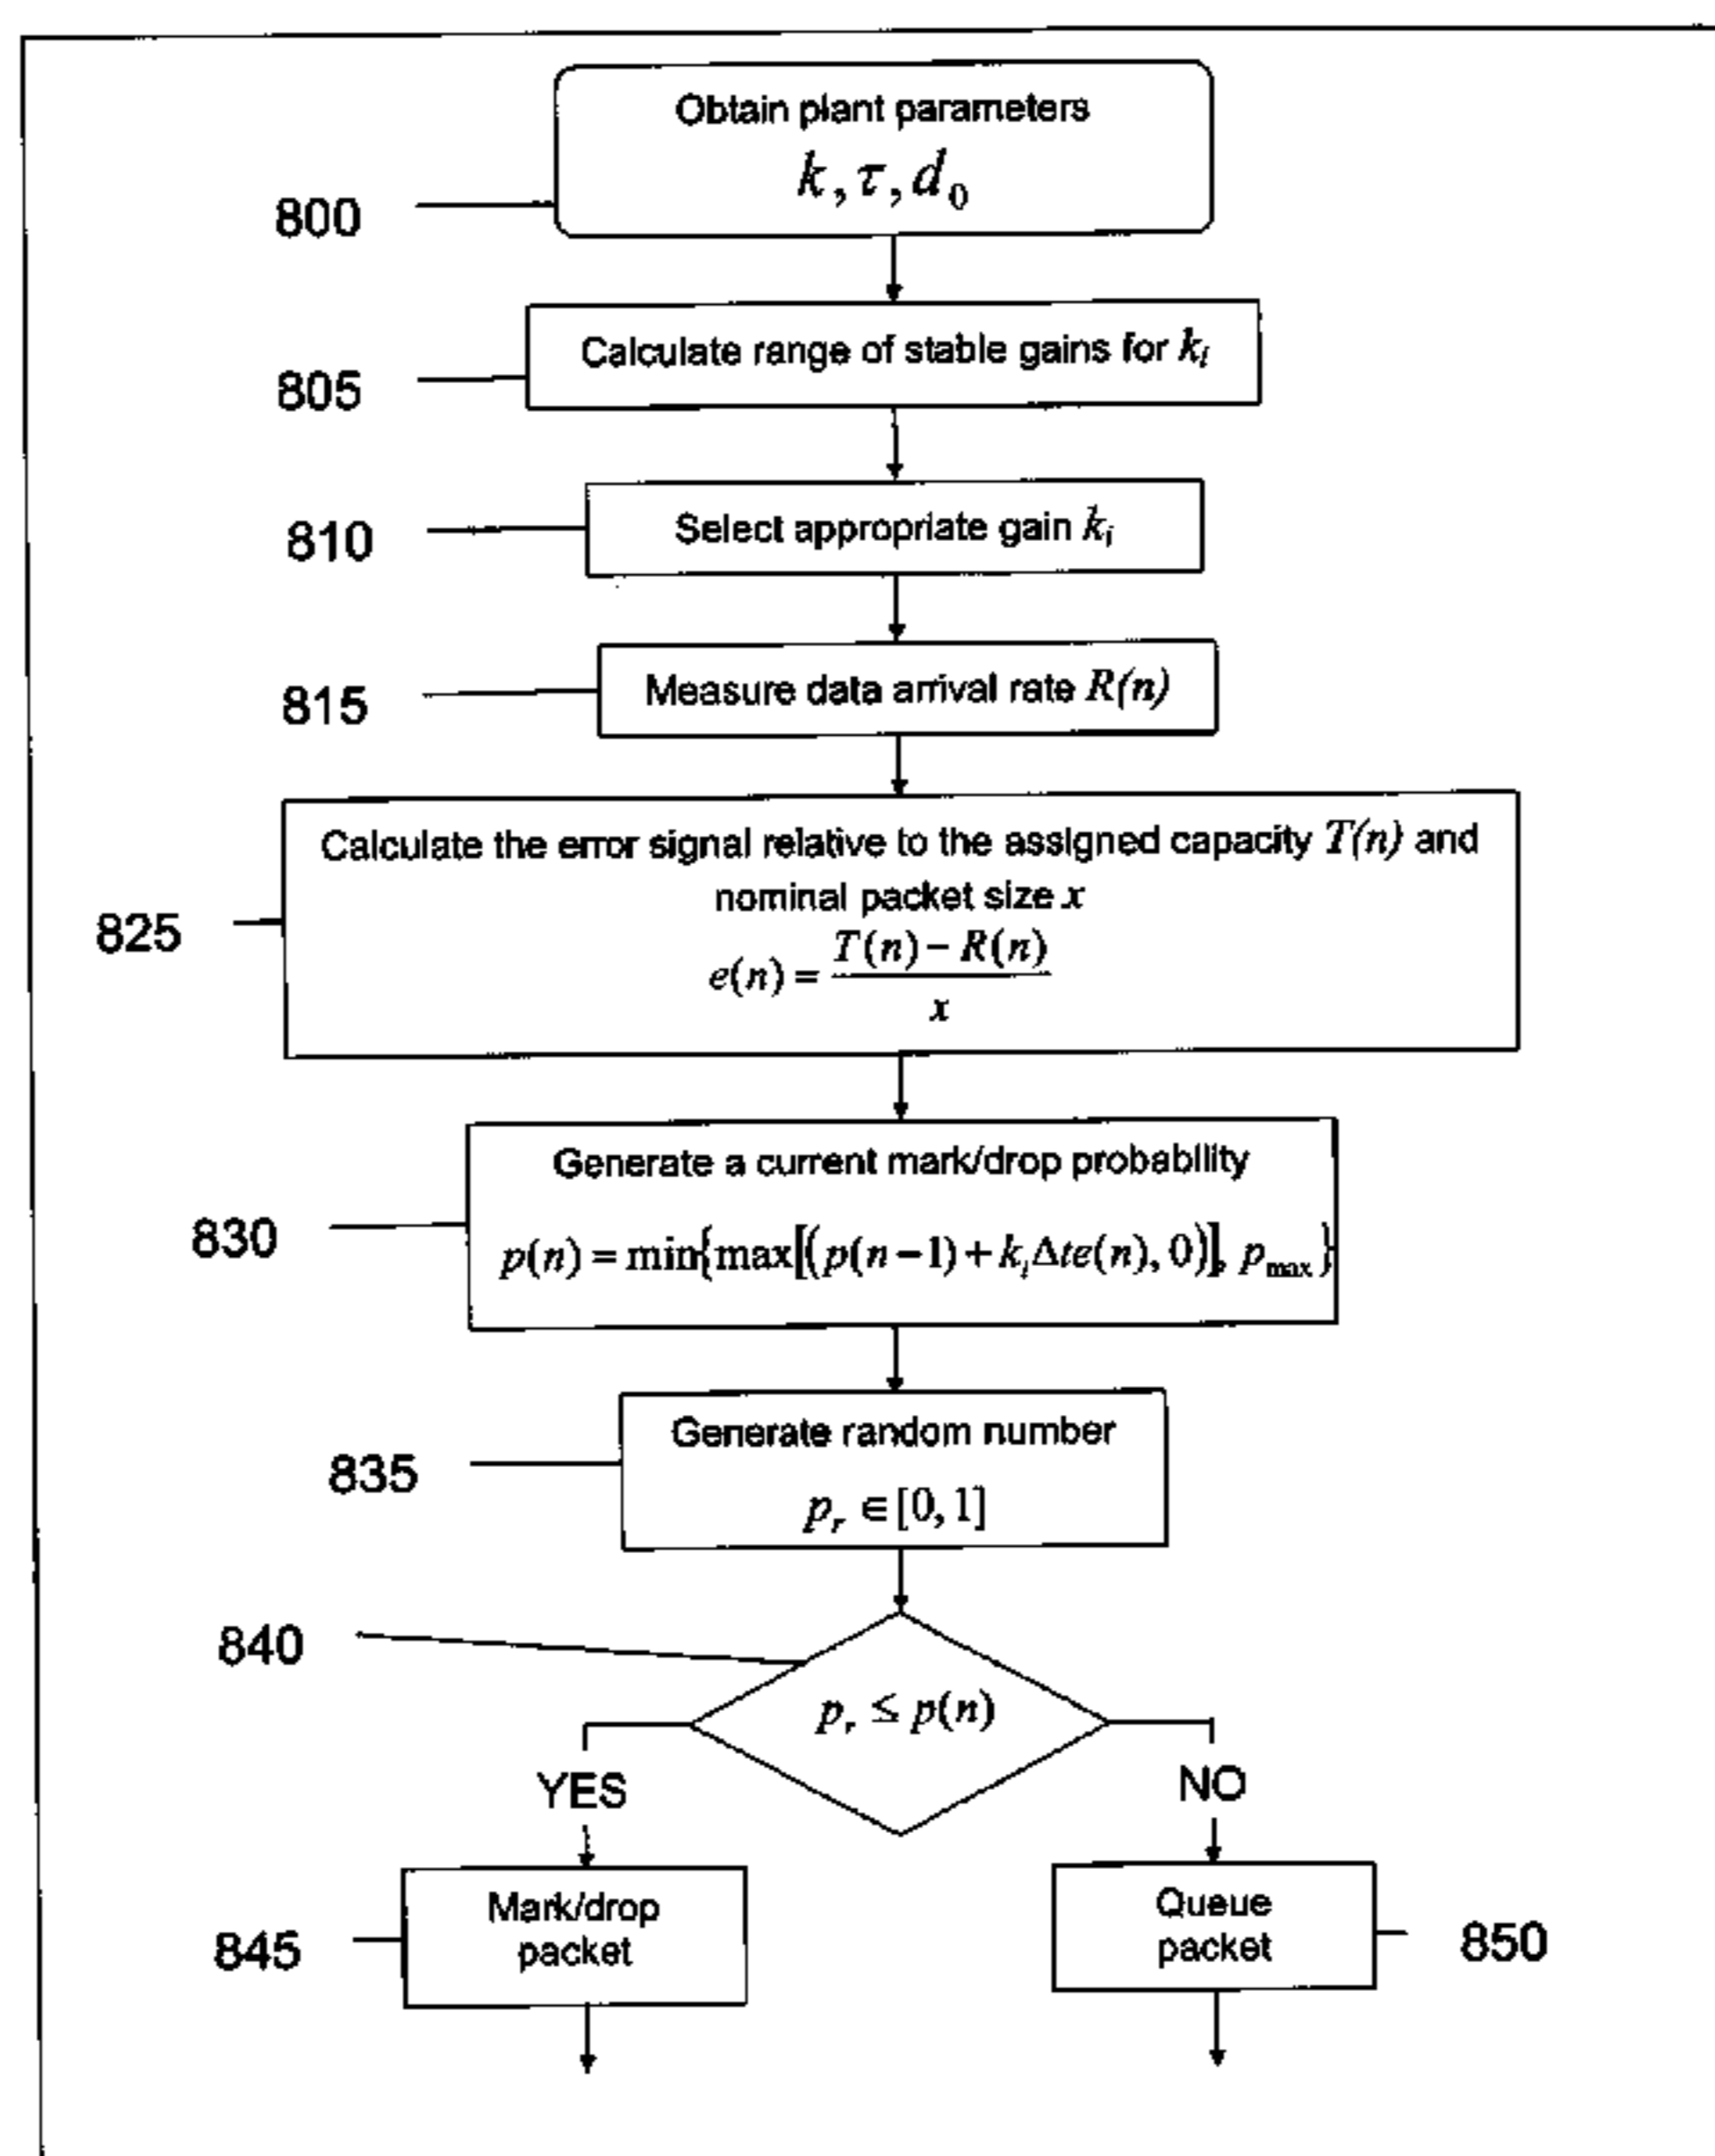 Obtain plant parameters
k, τ, d₀
800
Calculate range of stable gains for kᵢ
805
Select appropriate gain kᵢ
810
Measure data arrival rate R(n)
815
Calculate the error signal relative to the assigned capacity T(n) and
nominal packet size x
825
e(n) = T(n) − R(n) / x
Generate a current mark/drop probability
830
p(n) = min{max[(p(n−1) + kᵢΔte(n), 0)], pmax}
Generate random number
835
pᵣ ∈ [0, 1]
840
pᵣ ≤ p(n)
YES
NO
Mark/drop
packet
845
Queue
packet
850